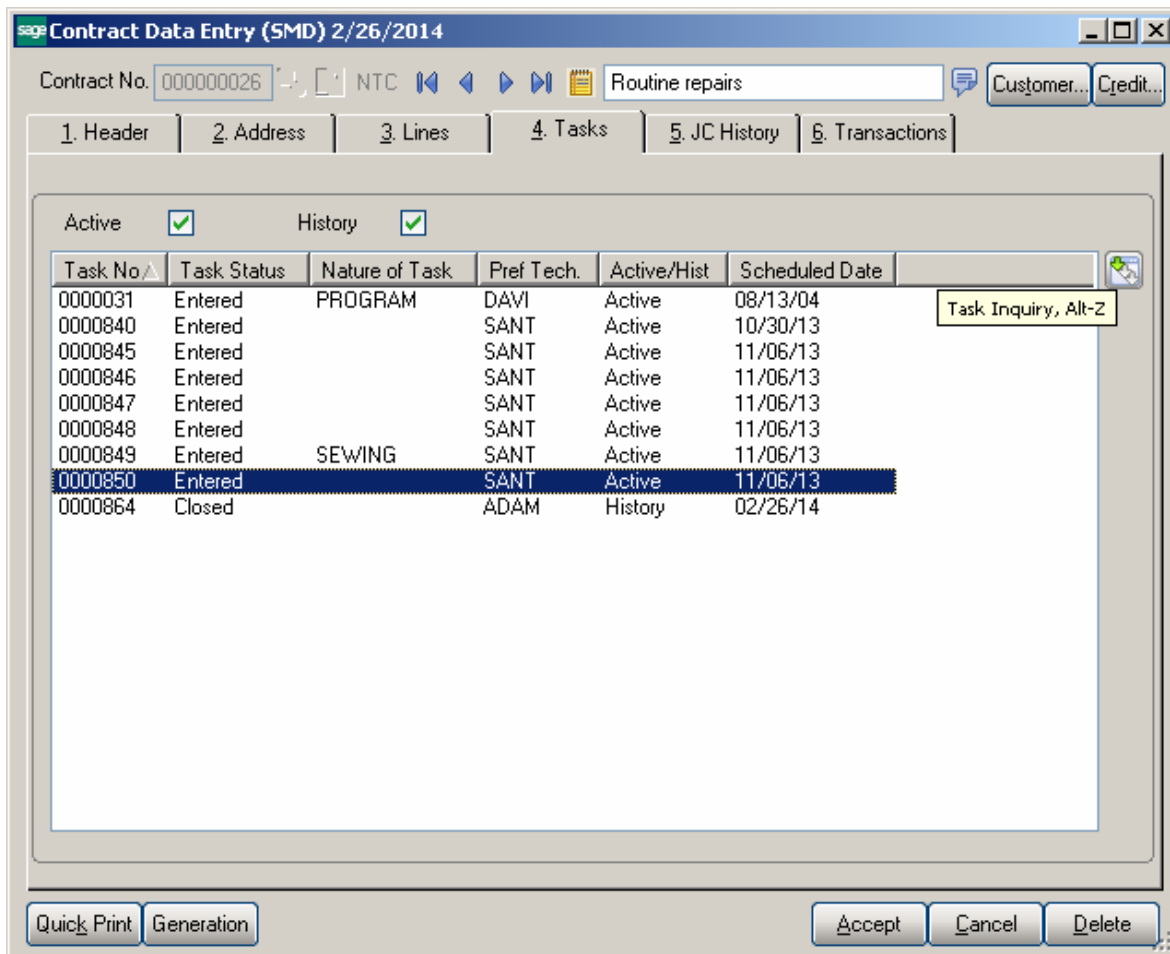 sage Contract Data Entry (SMD) 2/26/2014
Contract No. 000000026 NTC Routine repairs Customer... Credit...
1. Header 2. Address 3. Lines 4. Tasks 5. JC History 6. Transactions
Active History
Task No. Task Status Nature of Task Pref Tech. Active/Hist Scheduled Date
0000031 Entered PROGRAM DAVI Active 08/13/04
Task Inquiry, Alt-Z
0000840 Entered SANT Active 10/30/13
0000845 Entered SANT Active 11/06/13
0000846 Entered SANT Active 11/06/13
0000847 Entered SANT Active 11/06/13
0000848 Entered SANT Active 11/06/13
0000849 Entered SEWING SANT Active 11/06/13
0000850 Entered SANT Active 11/06/13
0000864 Closed ADAM History 02/26/14
Quick Print Generation Accept Cancel Delete